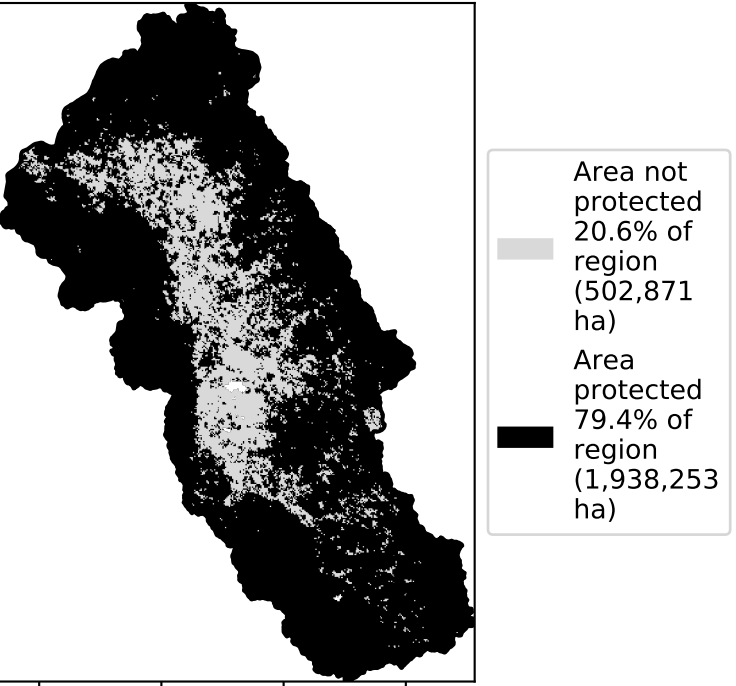 Area not
protected
20.6% of
region
(502,871
ha)
Area
protected
79.4% of
region
(1,938,253
ha)